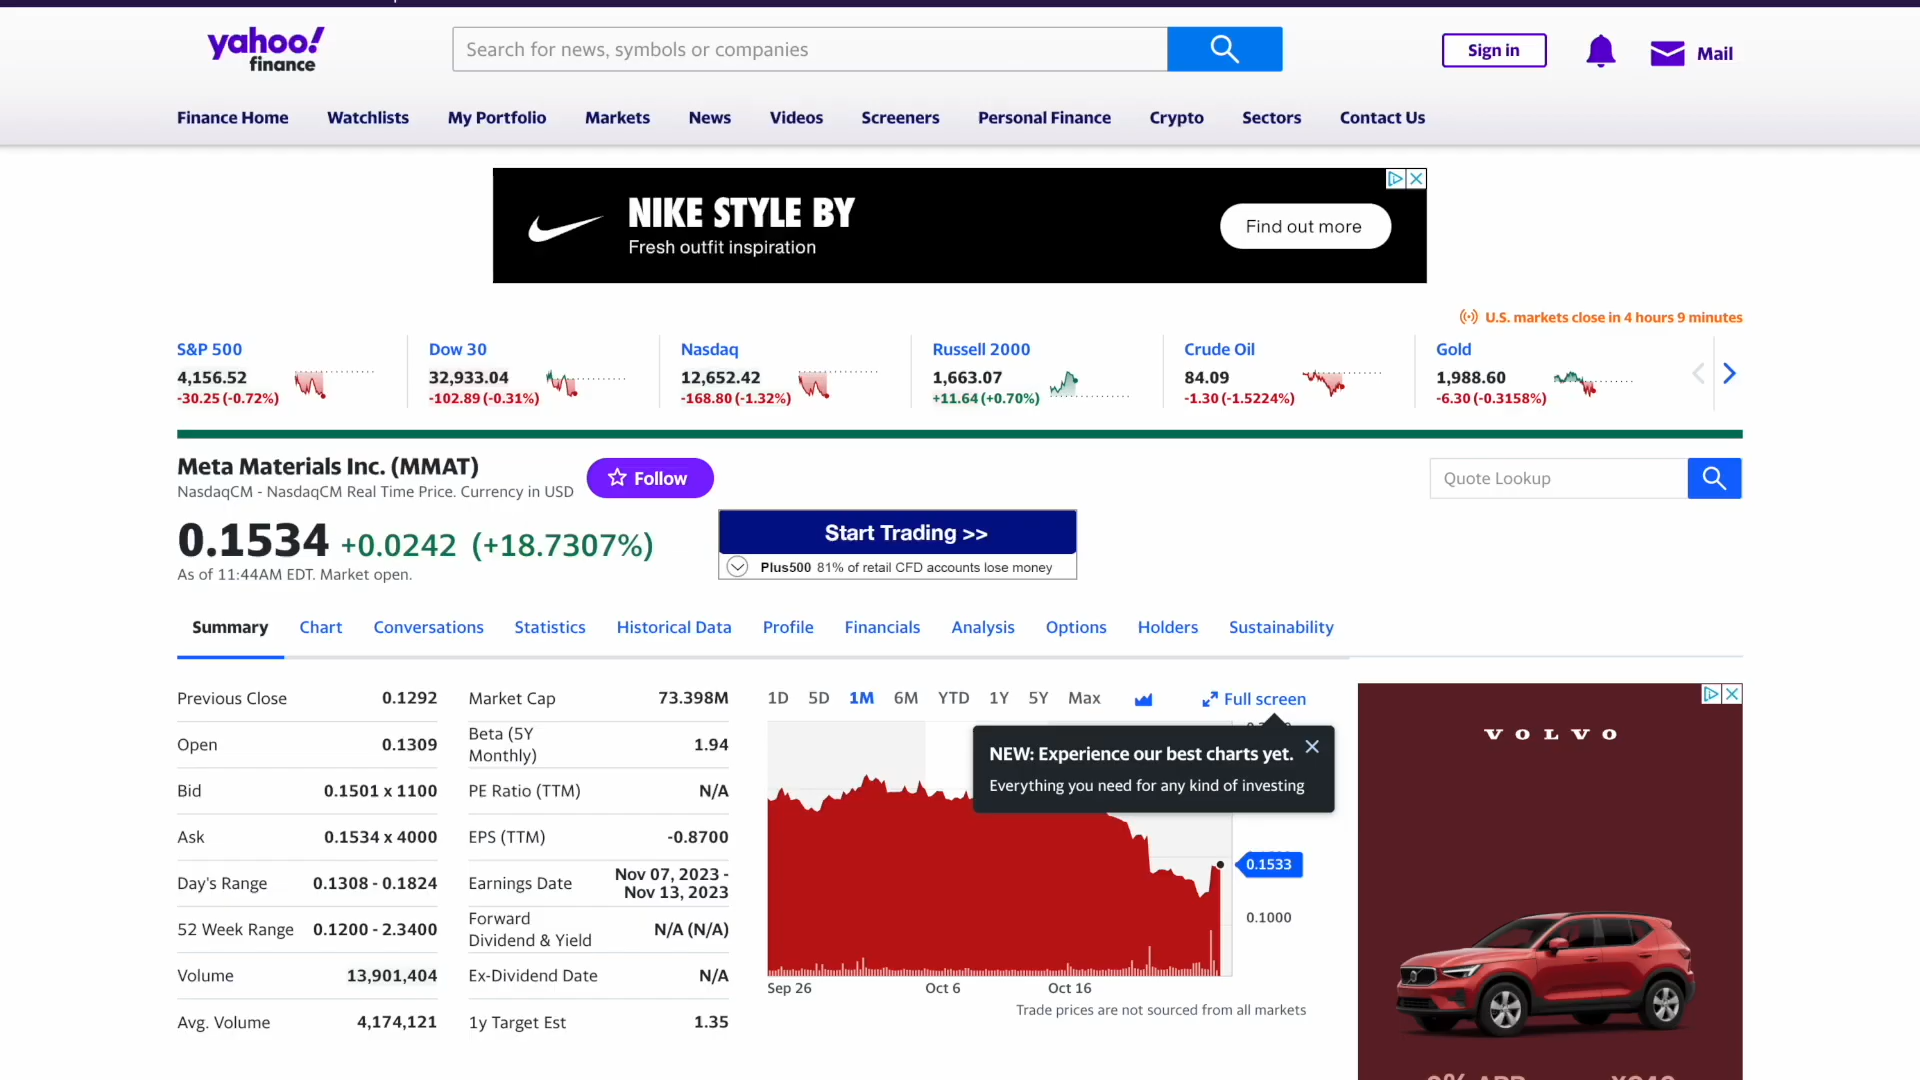 yahoo!
finance
Search for news, symbols or companies
Sign in
Mail
Finance Home Watchlists My Portfolio Markets News Videos Screeners Personal Finance Crypto Sectors Contact Us
NIKE STYLE BY
Fresh outfit inspiration
Find out more
U.S. markets close in 4 hours 9 minutes
S&P 500
4,156.52
-30.25 (-0.72%)
Dow 30
32,933.04
-102.89 (-0.31%)
Nasdaq
12,652.42
-168.80 (-1.32%)
Russell 2000
1,663.07
+11.64 (+0.70%)
Crude Oil
84.09
-1.30 (-1.5224%)
Gold
1,988.60
-6.30 (-0.3158%)
Meta Materials Inc. (MMAT)
NasdaqCM - NasdaqCM Real Time Price. Currency in USD
Follow
Quote Lookup
0.1534 +0.0242 (+18.7307%)
As of 11:44AM EDT. Market open.
Start Trading >>
Plus500 81% of retail CFD accounts lose money
Summary Chart Conversations Statistics Historical Data Profile Financials Analysis Options Holders Sustainability
Previous Close 0.1292
Open 0.1309
Bid 0.1501 x 1100
Ask 0.1534 x 4000
Day's Range 0.1308 - 0.1824
52 Week Range 0.1200 - 2.3400
Volume 13,901,404
Avg. Volume 4,174,121
Market Cap 73.398M
Beta (5Y
Monthly) 1.94
PE Ratio (TTM) N/A
EPS (TTM) -0.8700
Earnings Date Nov 07, 2023 -
Nov 13, 2023
Forward
Dividend & Yield N/A (N/A)
Ex-Dividend Date N/A
1y Target Est 1.35
1D 5D 1M 6M YTD 1Y 5Y Max
Full screen
NEW: Experience our best charts yet.
Everything you need for any kind of investing
0.1533
0.1000
Sep 26 Oct 6 Oct 16
Trade prices are not sourced from all markets
VOLVO